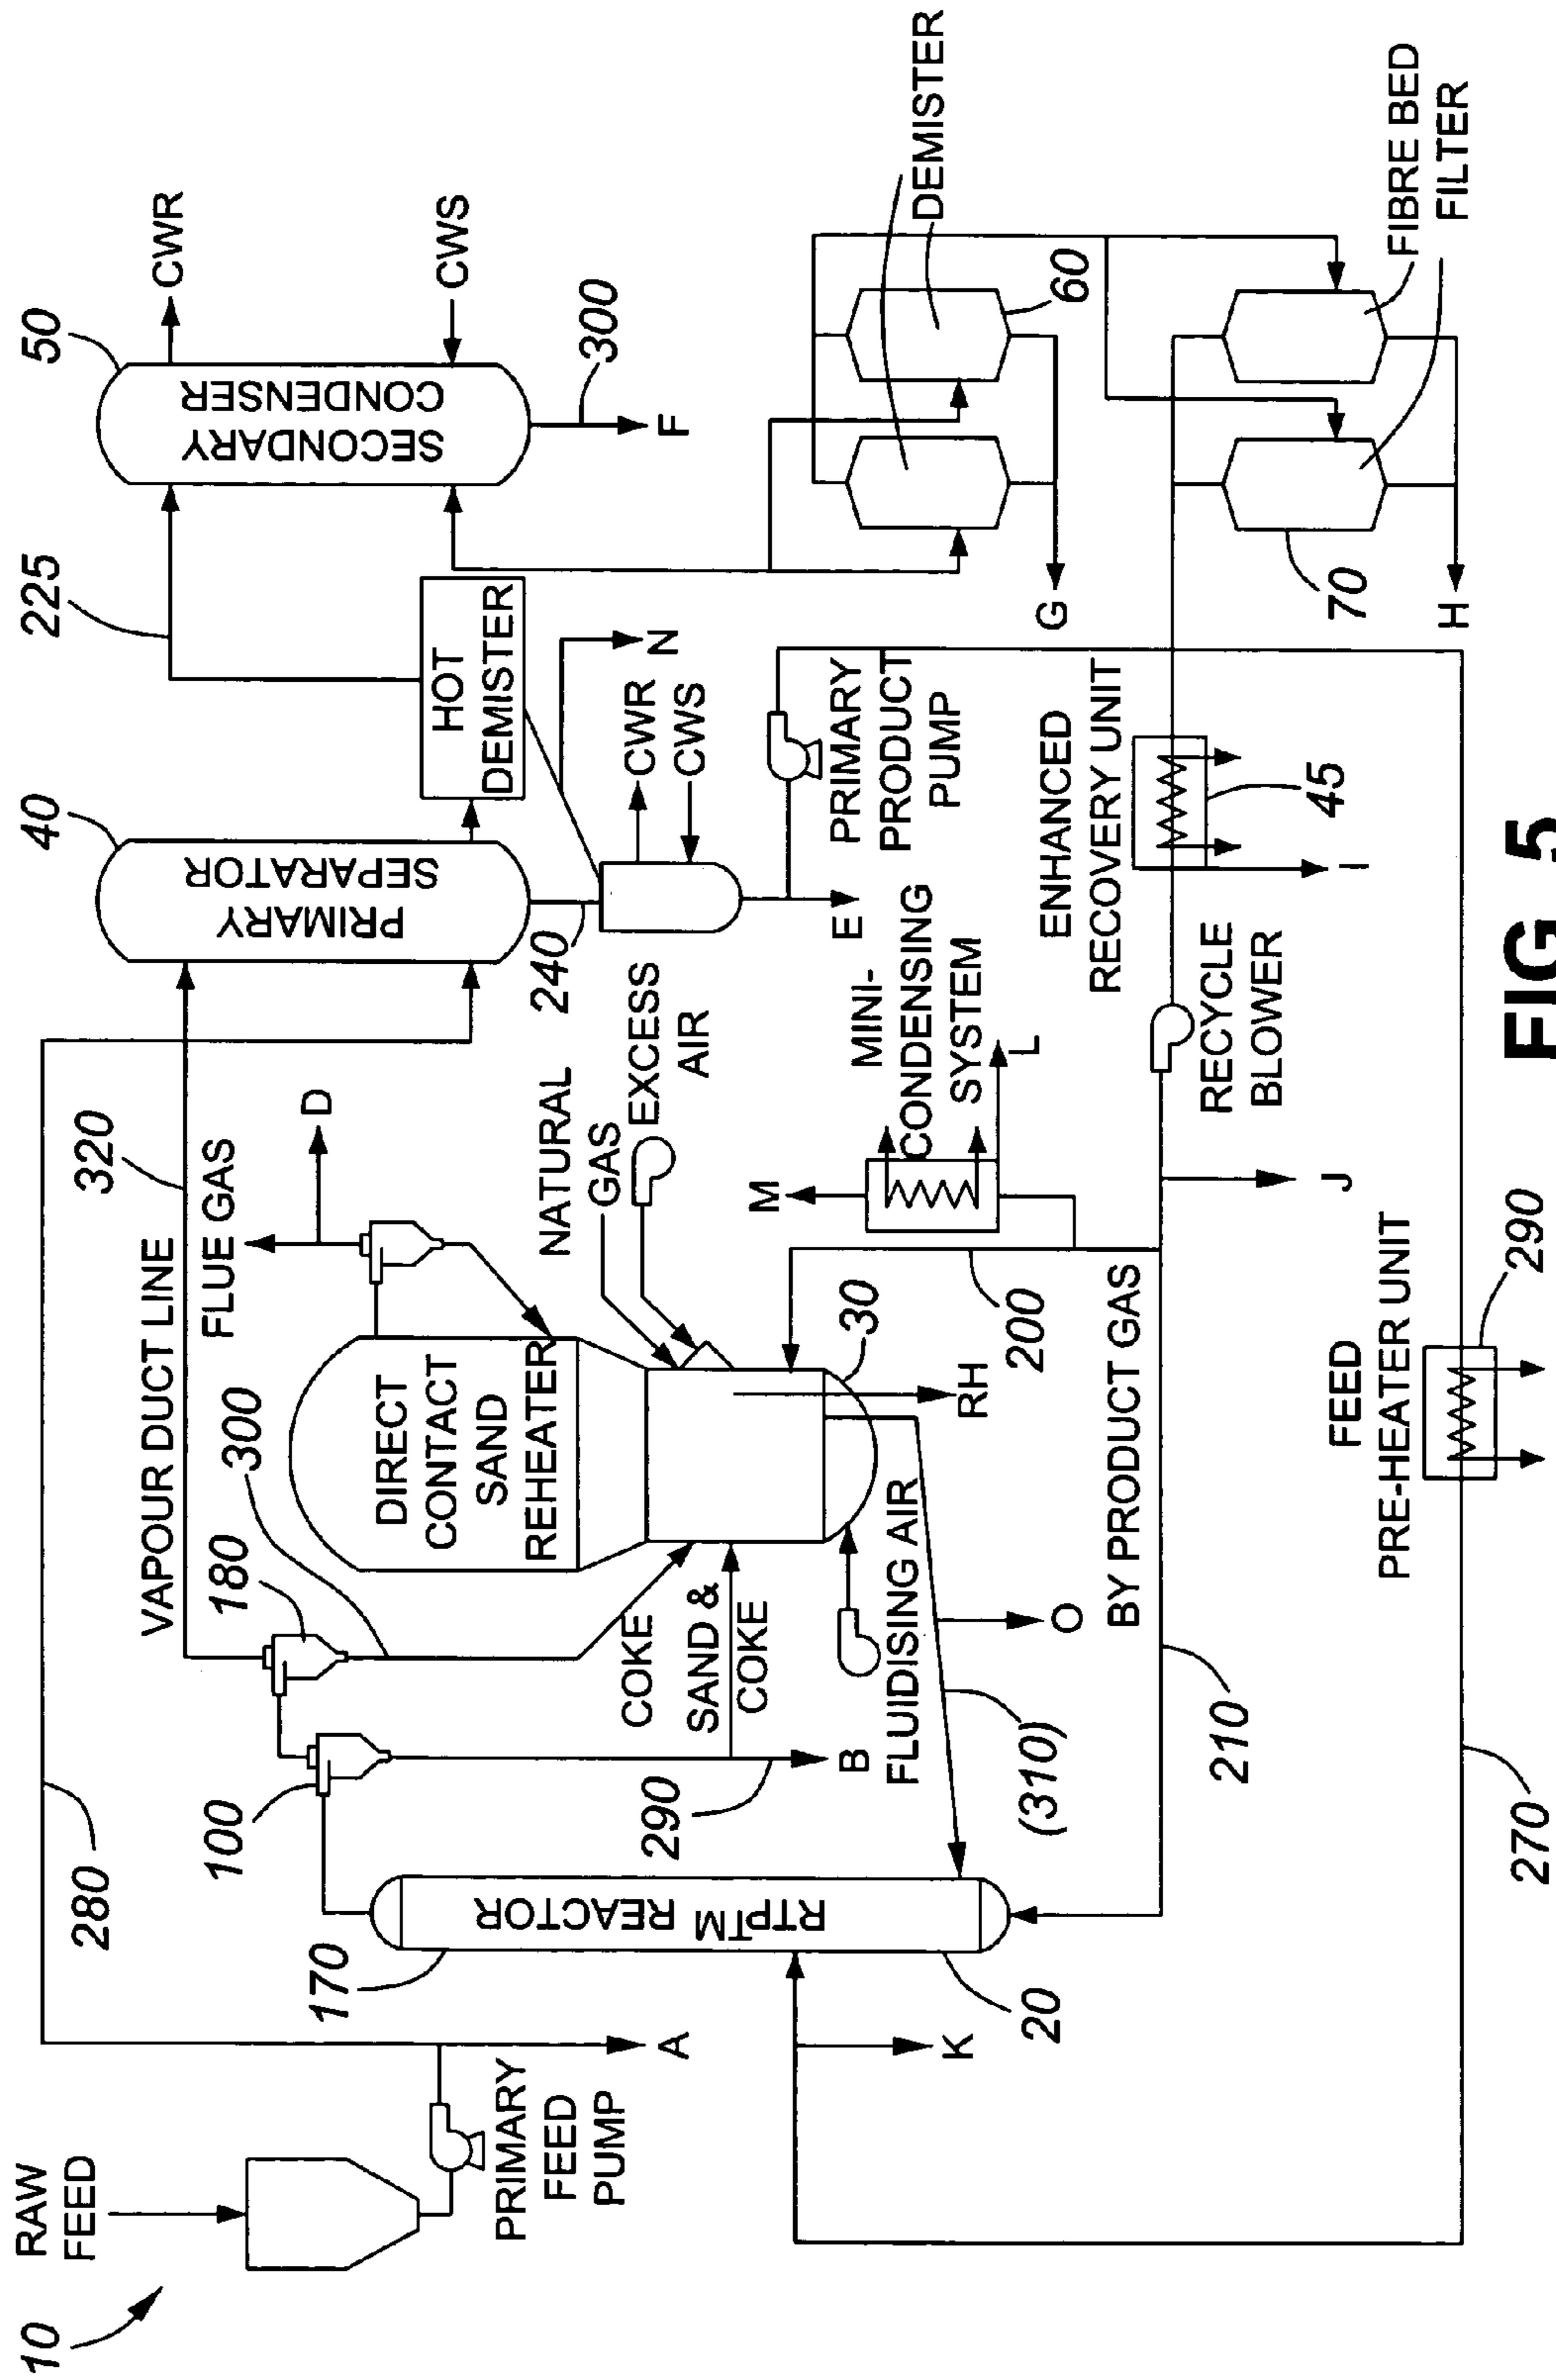 10
RAW
FEED
PRIMARY
FEED
PUMP
A
280
170
RTP™ REACTOR
20
K
100
180
300
290
B
COKE
SAND &
COKE
FLUIDISING AIR
(310)
O
VAPOUR DUCT LINE
320
FLUE GAS
D
DIRECT
CONTACT
SAND
REHEATER
NATURAL
GAS
EXCESS
AIR
30
RH
200
BY PRODUCT GAS
210
M
MINI-
CONDENSING
SYSTEM
L
J
RECYCLE
BLOWER
FEED
PRE-HEATER UNIT
290
270
40
PRIMARY
SEPARATOR
240
HOT
DEMISTER
225
N
CWR
CWS
E
PRIMARY
PRODUCT
PUMP
ENHANCED
RECOVERY UNIT
45
I
50
SECONDARY
CONDENSER
CWR
CWS
300
F
DEMISTER
60
G
70
H
FIBRE BED
FILTER
FIG 5